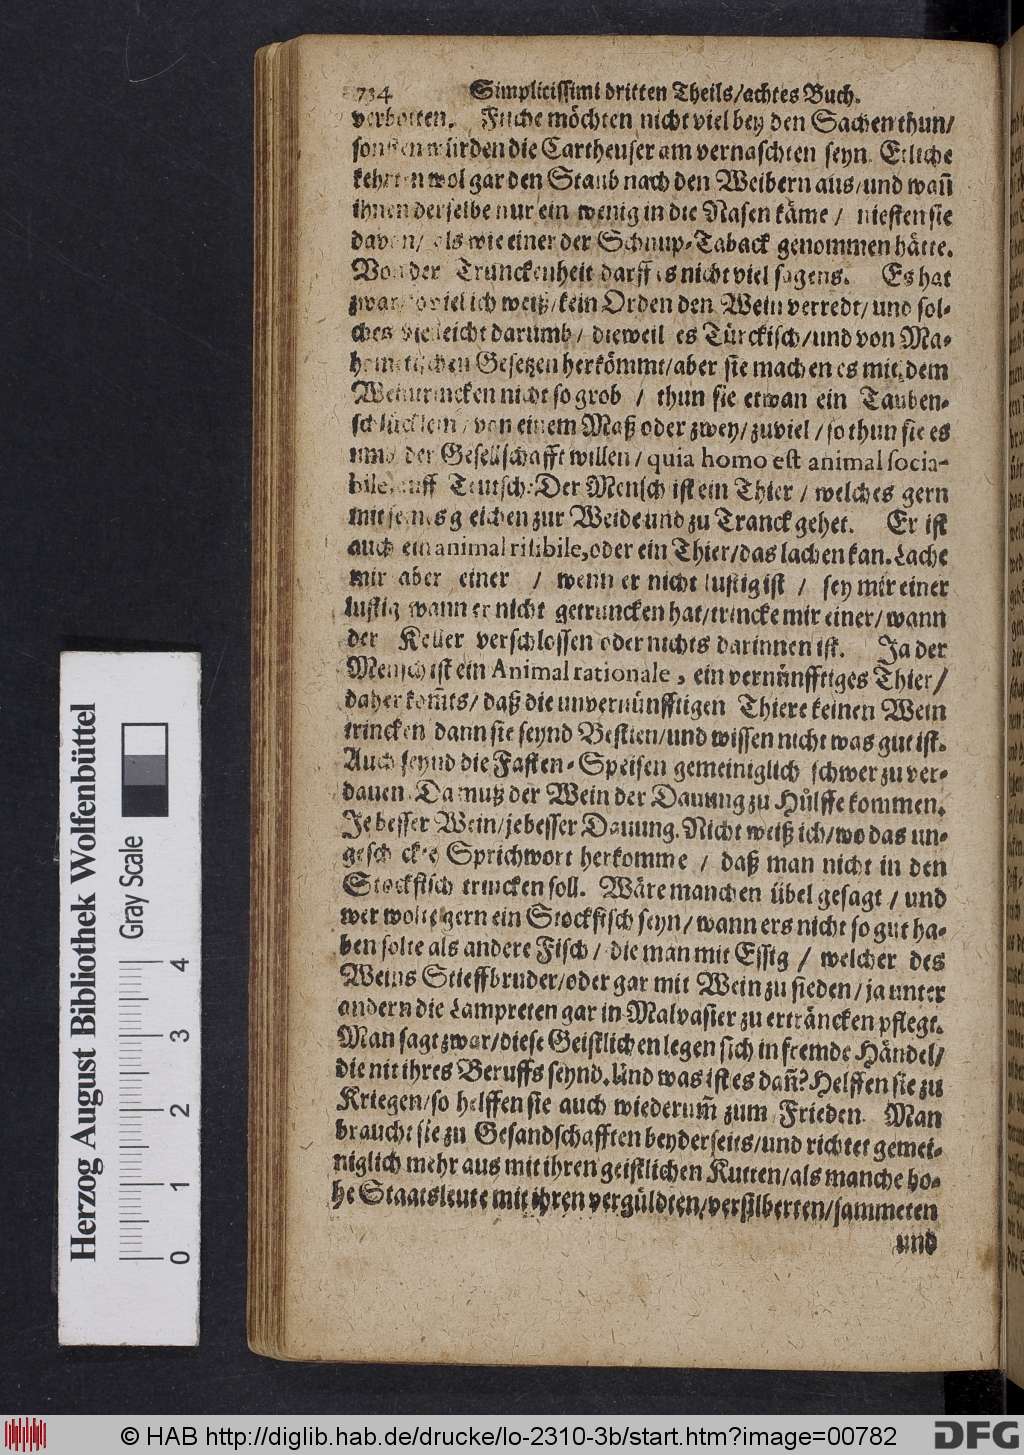 734 Simplicissimi dritten Theils/achtes Buch.
verbotten. Füche möchten nicht viel bey den Sachen thun/
sonsten würden die Cartheuser am vernaschten seyn. Etliche
kehrten wol gar den Staub nach den Weibern aus/und wañ
ihnen derselbe nur ein wenig in die Nasen käme / niesten sie
davon/ als wie einer der Schnup-Taback genommen hätte.
Von der Trunckenheit darff es nicht viel sagens. Es hat
zwar/so viel ich weiß/kein Orden den Wein verredt/und sol-
ches vielleicht darumb/ dieweil es Türckisch/und von Ma-
hometischen Gesetzen herkömmt/aber sie machen es mit dem
Weintrincken nicht so grob / thun sie etwan ein Tauben-
schlücklein/von einem Maß oder zwey/zuviel/so thun sie es
umb der Gesellschafft willen/quia homo est animal socia-
bile, auff Teutsch: Der Mensch ist ein Thier / welches gern
mit seines gleichen zur Weide und zu Tranck gehet. Er ist
auch ein animal risibile, oder ein Thier/das lachen kan. Lache
mir aber einer / wenn er nicht lustig ist / sey mir einer
lustig wann er nicht getruncken hat/trincke mir einer/wann
der Keller verschlossen oder nichts darinnen ist. Ja der
Mensch ist ein Animal rationale, ein vernünfftiges Thier/
daher kom̃ts/daß die unvernünfftigen Thiere keinen Wein
trincken dann sie seynd Bestien/und wissen nicht was gut ist.
Auch seynd die Fasten-Speisen gemeiniglich schwer zu ver-
dauen. Da muß der Wein der Dauung zu Hülffe kommen.
Je besser Wein/je besser Dauung. Nicht weiß ich/wo das un-
geschickte Sprichwort herkomme / daß man nicht in den
Stockfisch trincken soll. Wäre manchen übel gesagt / und
wer wolte gern ein Stockfisch seyn/wann ers nicht so gut ha-
ben solte als andere Fisch/ die man mit Essig / welcher des
Weins Stieffbruder/oder gar mit Wein zu sieden/ja unter
andern die Lampreten gar in Malvasier zu erträncken pflegt.
Man sagt zwar/diese Geistlichen legen sich in fremde Händel/
die nit ihres Beruffs seynd. Und was ist es dañ? Helffen sie zu
Kriegen/so helffen sie auch wiederum̃ zum Frieden. Man
braucht sie zu Gesandschafften beyderseits/und richtet gemei-
niglich mehr aus mit ihren geistlichen Kutten/als manche ho-
he Staatsleute mit ihren vergüldten/versilberten/sammeten
und
Herzog August Bibliothek Wolfenbüttel
Gray Scale
0 1 2 3 4
© HAB http://diglib.hab.de/drucke/lo-2310-3b/start.htm?image=00782
DFG